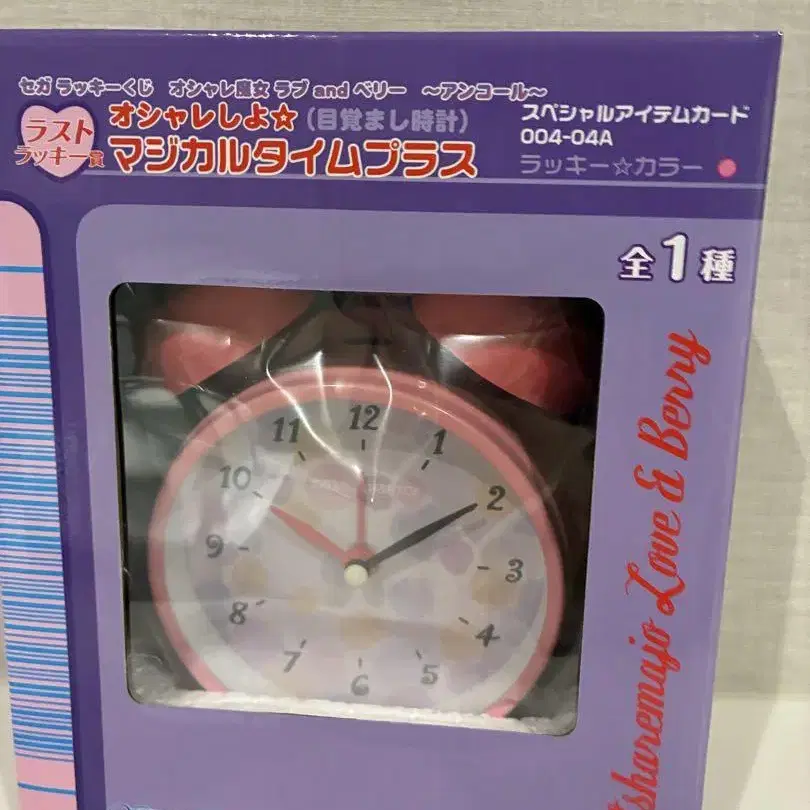 セガ ラッキーくじ オシャレ魔女 ラブ and ベリー ～アンコール～
ラスト
ラッキー賞
オシャレしよ☆(目覚まし時計)
マジカルタイムプラス
スペシャルアイテムカード
004-04A
ラッキー☆カラー
全1種
12
1
2
3
4
5
6
7
8
9
10
11
sharemajo Love & Berry